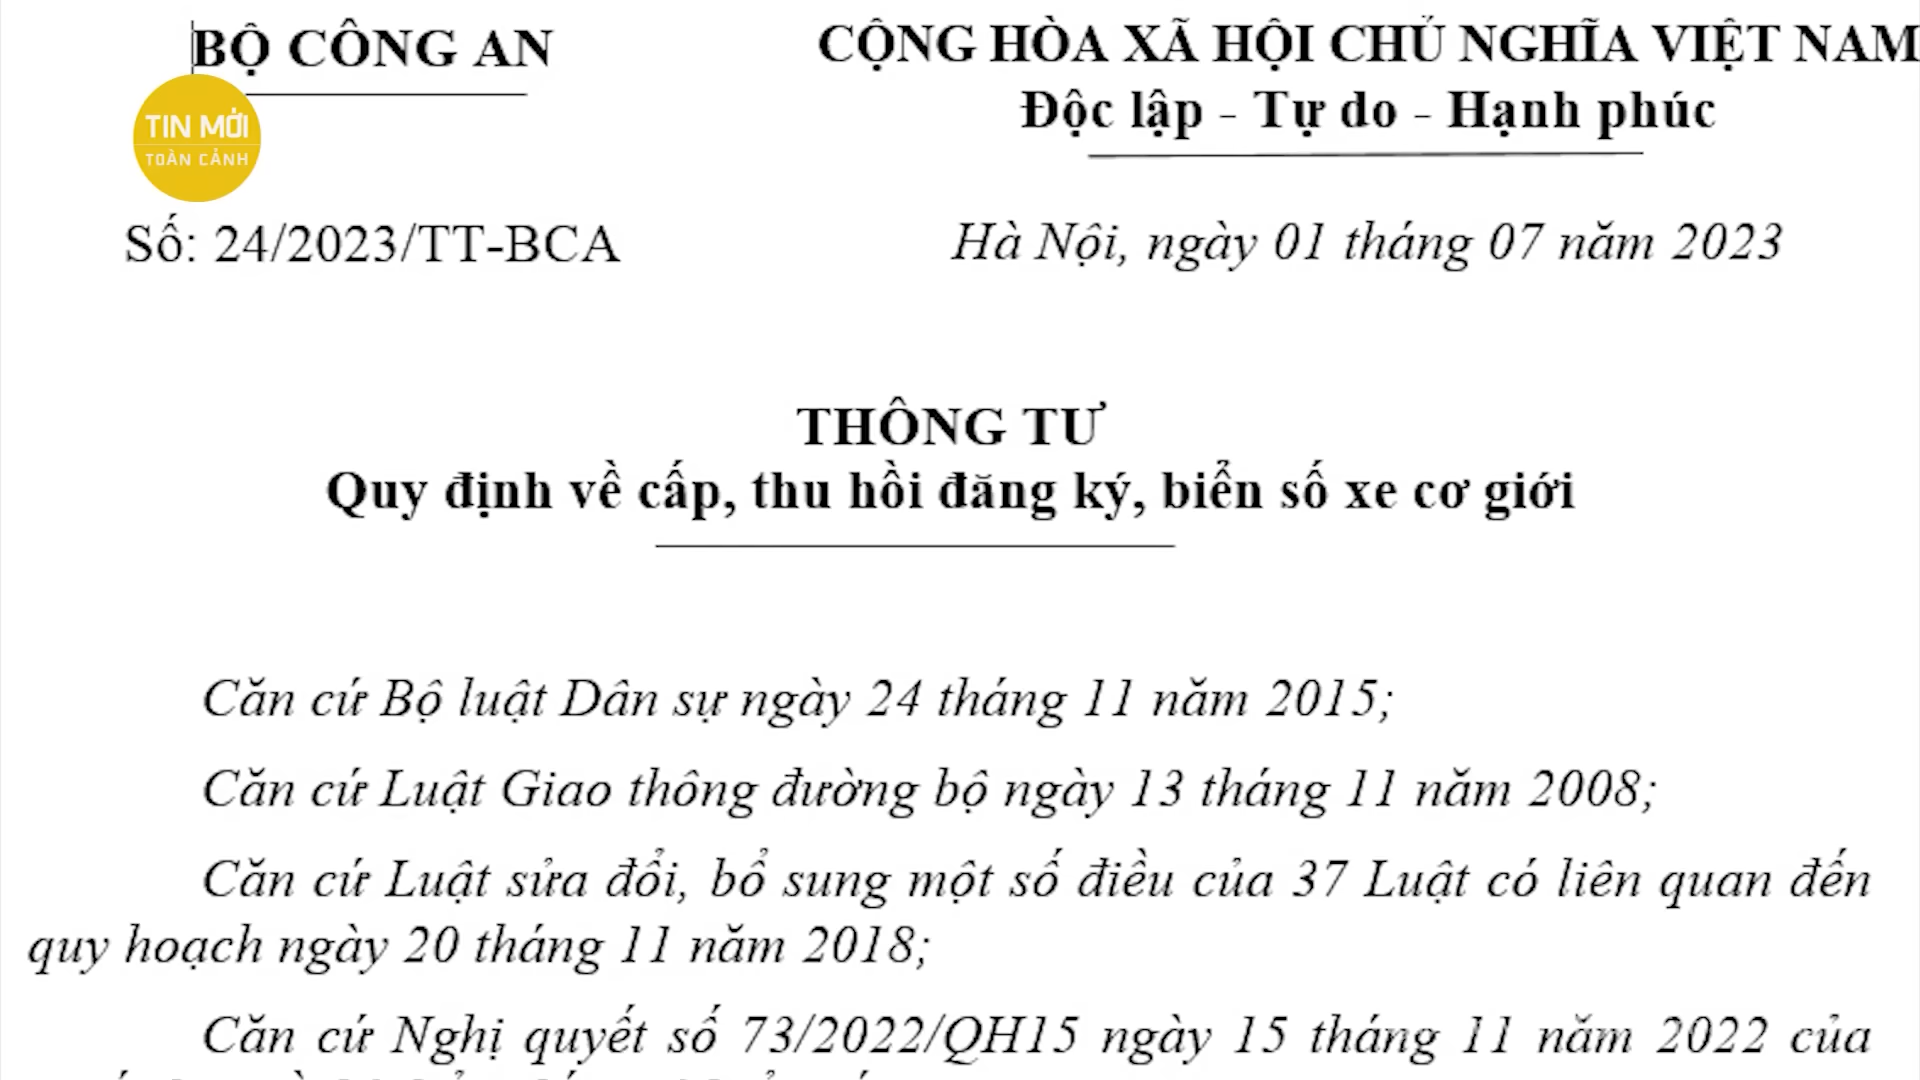 BỘ CÔNG AN
CỘNG HÒA XÃ HỘI CHỦ NGHĨA VIỆT NAM
Độc lập - Tự do - Hạnh phúc
TIN MỚI
TOÀN CẢNH
Số: 24/2023/TT-BCA
Hà Nội, ngày 01 tháng 07 năm 2023
THÔNG TƯ
Quy định về cấp, thu hồi đăng ký, biển số xe cơ giới
Căn cứ Bộ luật Dân sự ngày 24 tháng 11 năm 2015;
Căn cứ Luật Giao thông đường bộ ngày 13 tháng 11 năm 2008;
Căn cứ Luật sửa đổi, bổ sung một số điều của 37 Luật có liên quan đến
quy hoạch ngày 20 tháng 11 năm 2018;
Căn cứ Nghị quyết số 73/2022/QH15 ngày 15 tháng 11 năm 2022 của